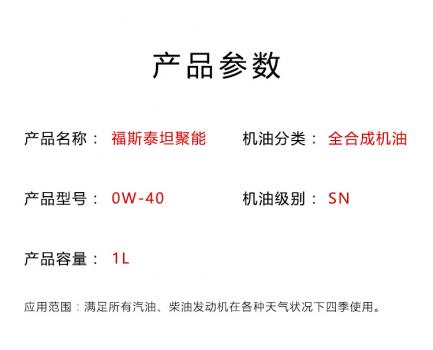 产品参数
产品名称： 福斯泰坦聚能 机油分类： 全合成机油
产品型号： 0W-40 机油级别： SN
产品容量： 1L
应用范围：满足所有汽油、柴油发动机在各种天气状况下四季使用。